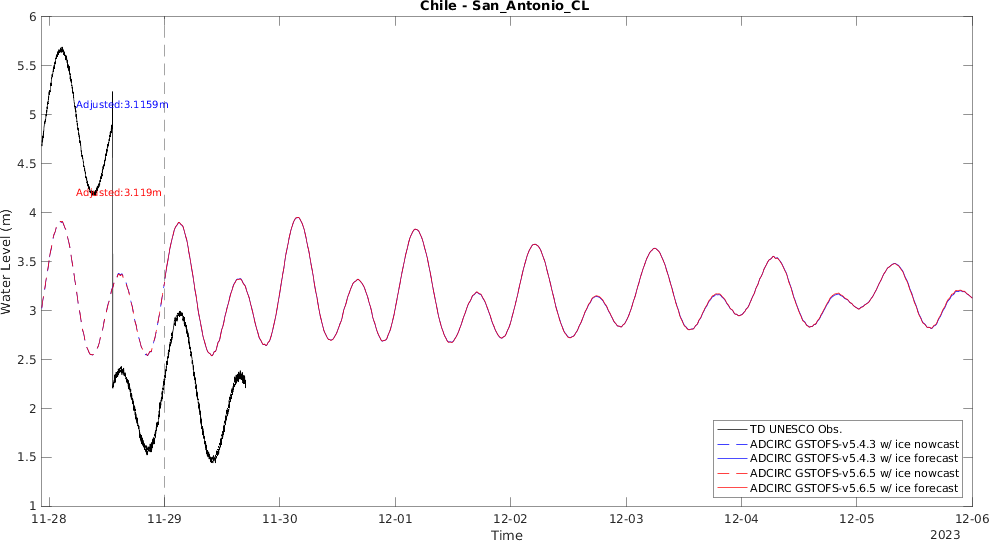 Chile - San_Antonio_CL
6
5.5
5
4.5
4
3.5
3
2.5
2
1.5
1
Water Level (m)
Adjusted:3.1159m
Adjusted:3.119m
TD UNESCO Obs.
ADCIRC GSTOFS-v5.4.3 w/ ice nowcast
ADCIRC GSTOFS-v5.4.3 w/ ice forecast
ADCIRC GSTOFS-v5.6.5 w/ ice nowcast
ADCIRC GSTOFS-v5.6.5 w/ ice forecast
11-28 11-29 11-30 12-01 12-02 12-03 12-04 12-05 12-06
Time
2023